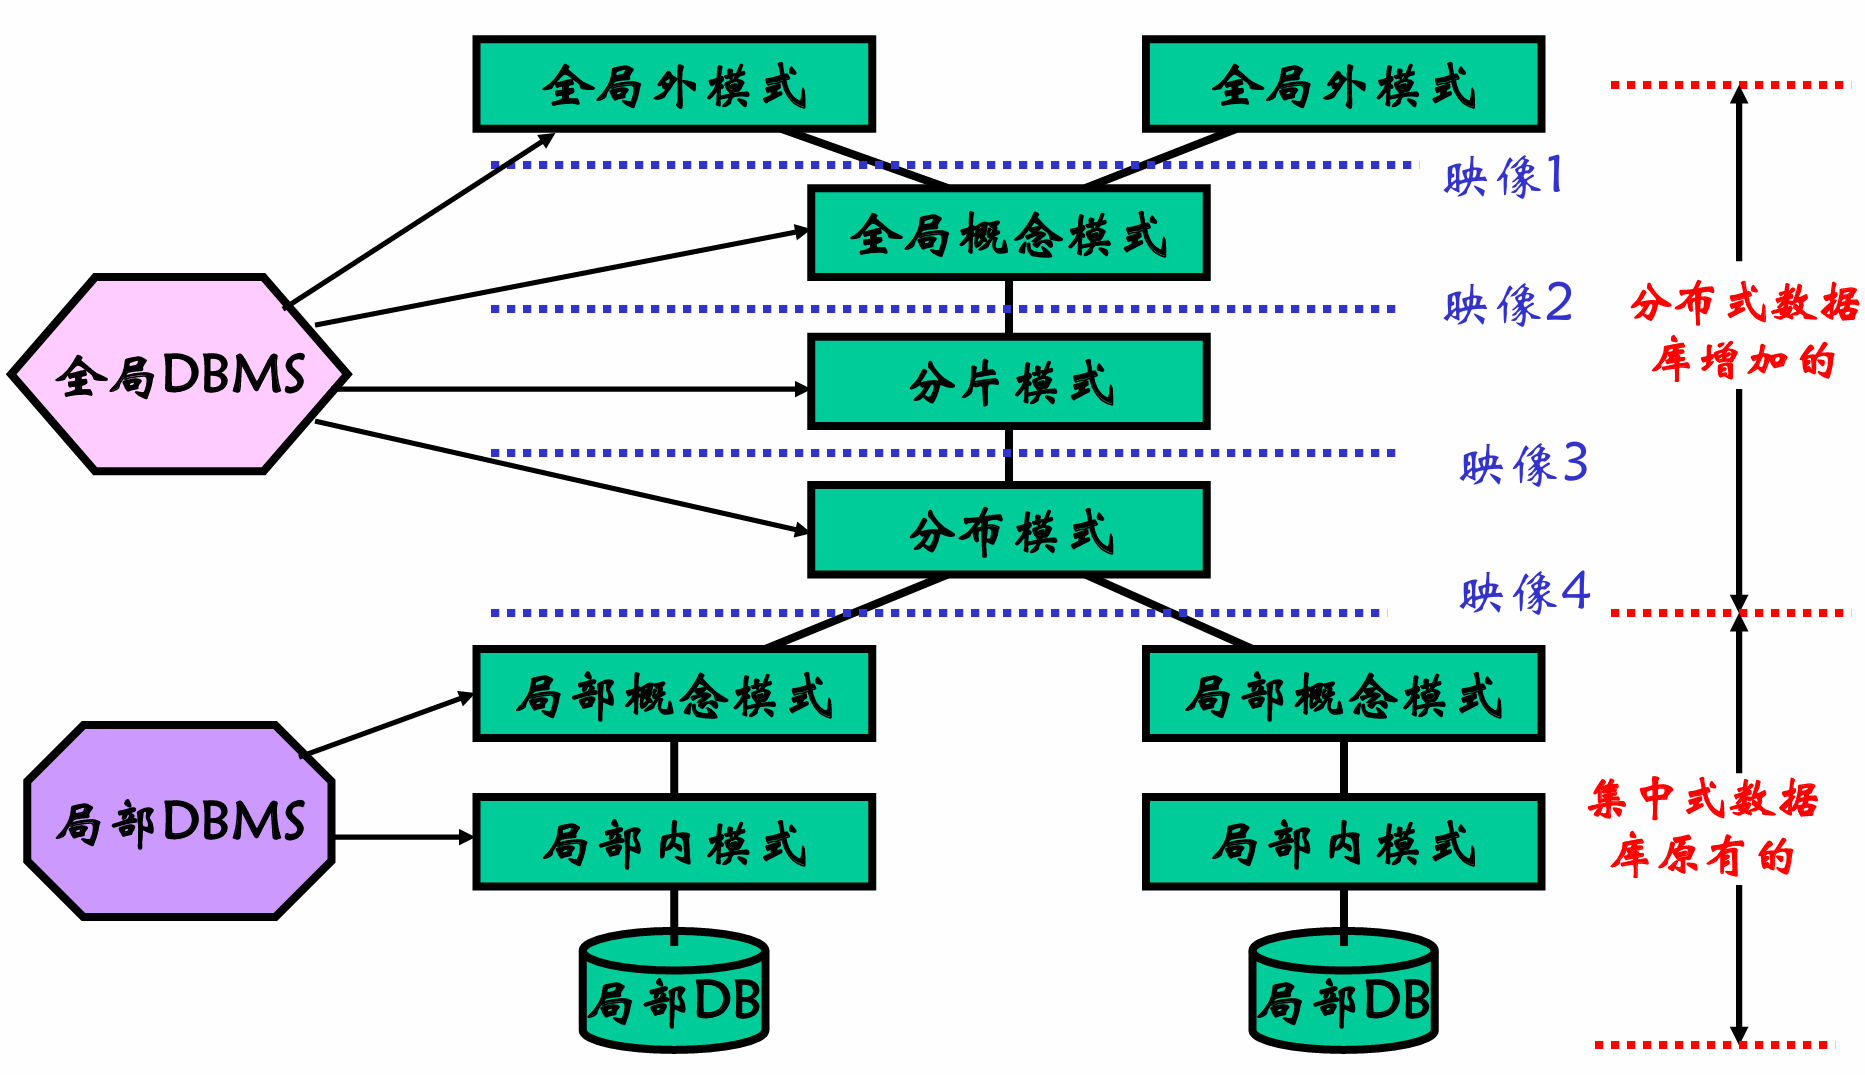 全局外模式
全局外模式
映像1
全局概念模式
映像2
分布式数据
库增加的
全局DBMS
分片模式
映像3
分布模式
映像4
局部概念模式
局部概念模式
局部DBMS
集中式数据
库原有的
局部内模式
局部内模式
局部DB
局部DB